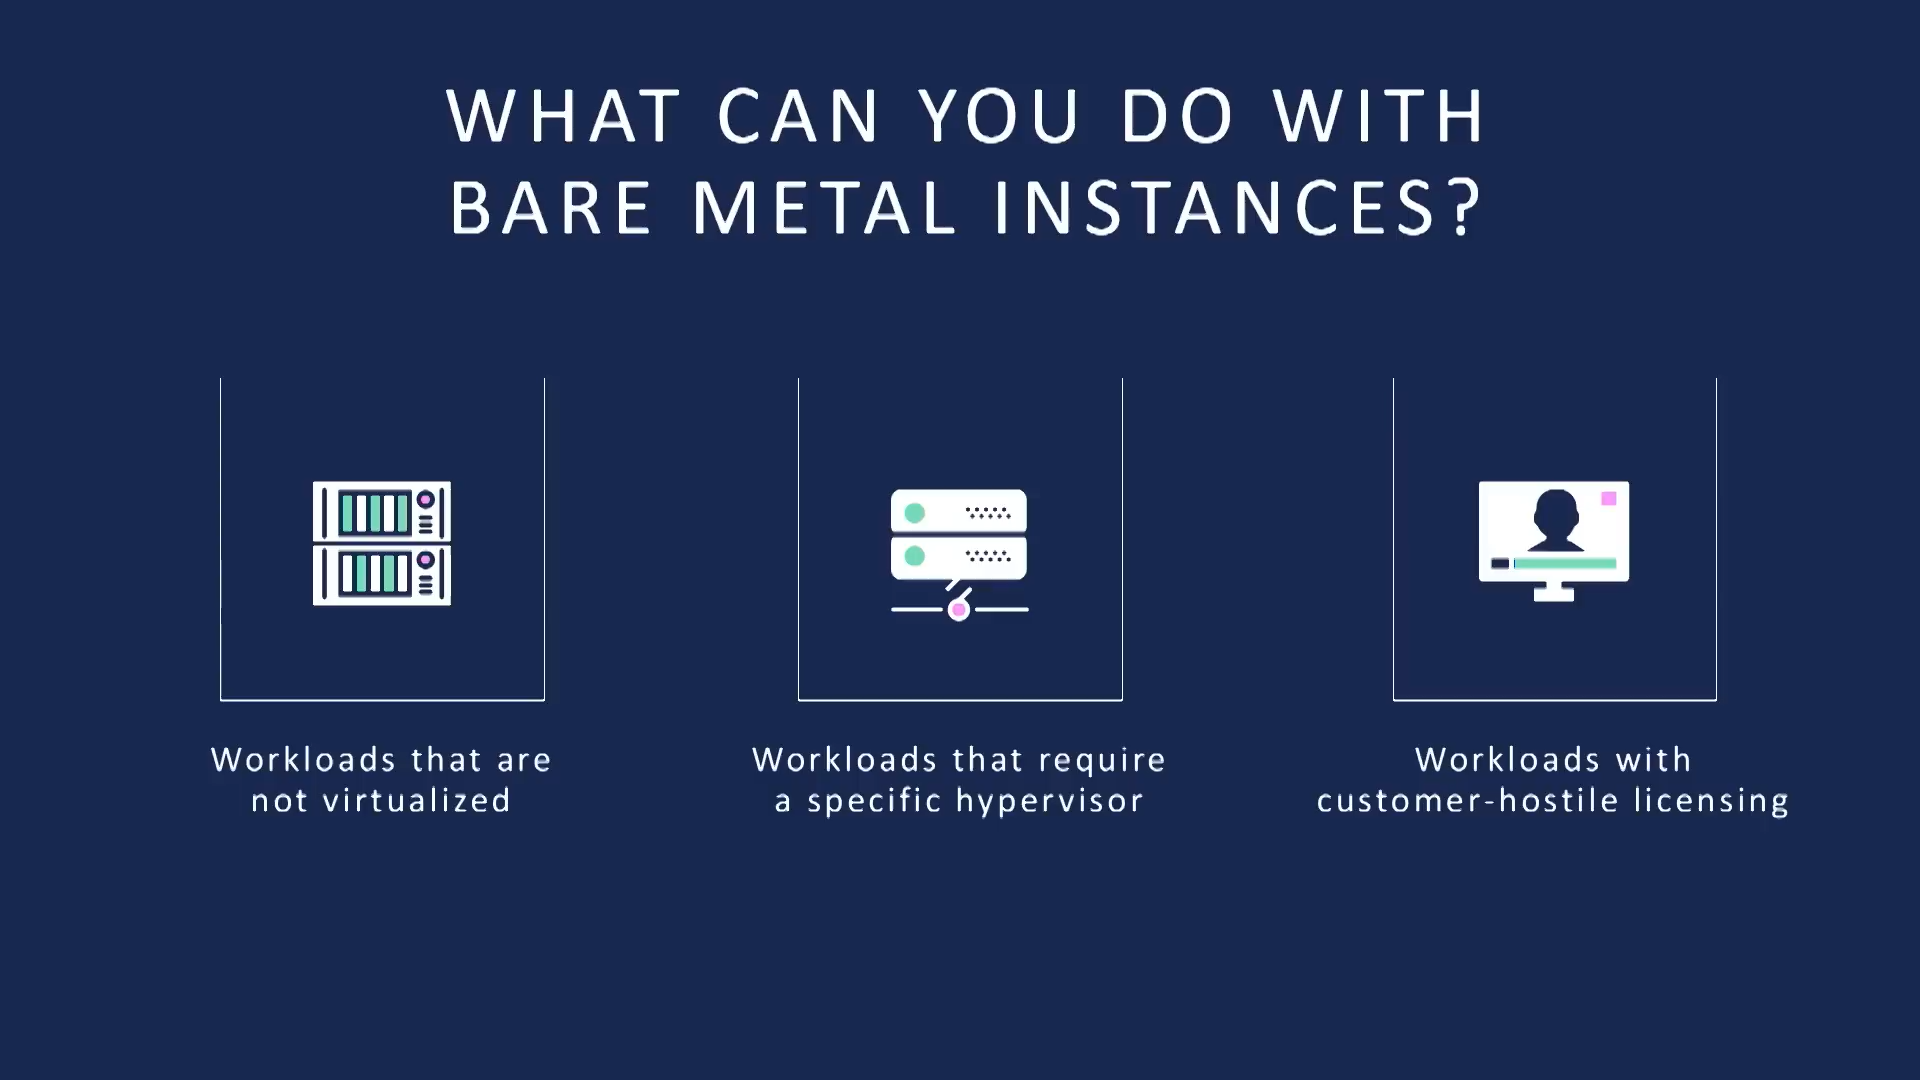 WHAT CAN YOU DO WITH
BARE METAL INSTANCES?
Workloads that are
not virtualized
Workloads that require
a specific hypervisor
Workloads with
customer-hostile licensing